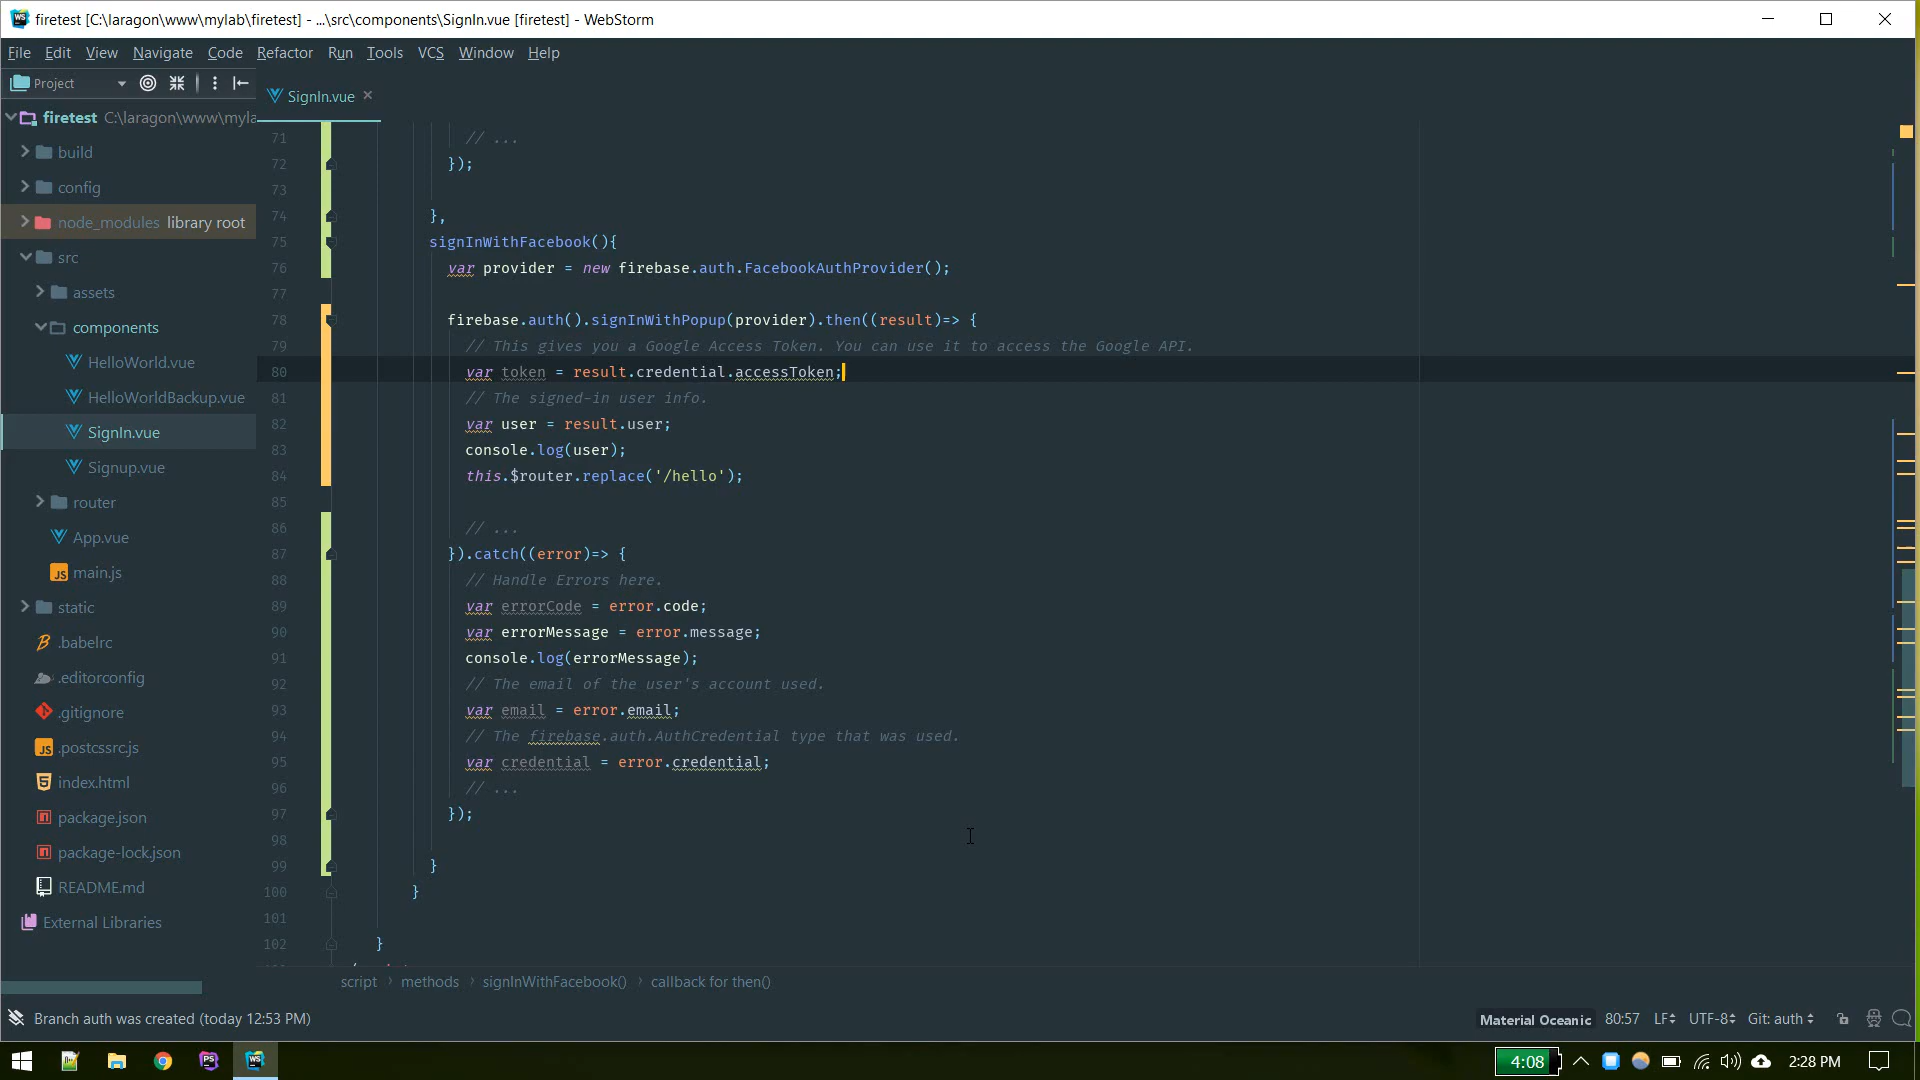 firetest [C:\laragon\www\mylab\firetest] - ...\src\components\SignIn.vue [firetest] - WebStorm
File Edit View Navigate Code Refactor Run Tools VCS Window Help
Project
SignIn.vue
firetest C:\laragon\www\myla
build
config
node_modules library root
src
assets
components
HelloWorld.vue
HelloWorldBackup.vue
SignIn.vue
Signup.vue
router
App.vue
main.js
static
.babelrc
.editorconfig
.gitignore
.postcssrc.js
index.html
package.json
package-lock.json
README.md
External Libraries
71 // ...
72 });
73
74 },
75 signInWithFacebook(){
76 var provider = new firebase.auth.FacebookAuthProvider();
77
78 firebase.auth().signInWithPopup(provider).then((result)=> {
79 // This gives you a Google Access Token. You can use it to access the Google API.
80 var token = result.credential.accessToken;
81 // The signed-in user info.
82 var user = result.user;
83 console.log(user);
84 this.$router.replace('/hello');
85
86 // ...
87 }).catch((error)=> {
88 // Handle Errors here.
89 var errorCode = error.code;
90 var errorMessage = error.message;
91 console.log(errorMessage);
92 // The email of the user's account used.
93 var email = error.email;
94 // The firebase.auth.AuthCredential type that was used.
95 var credential = error.credential;
96 // ...
97 });
98
99 }
100 }
101
102 }
script › methods › signInWithFacebook() › callback for then()
Branch auth was created (today 12:53 PM)
Material Oceanic 80:57 LF UTF-8 Git: auth
4:08 2:28 PM